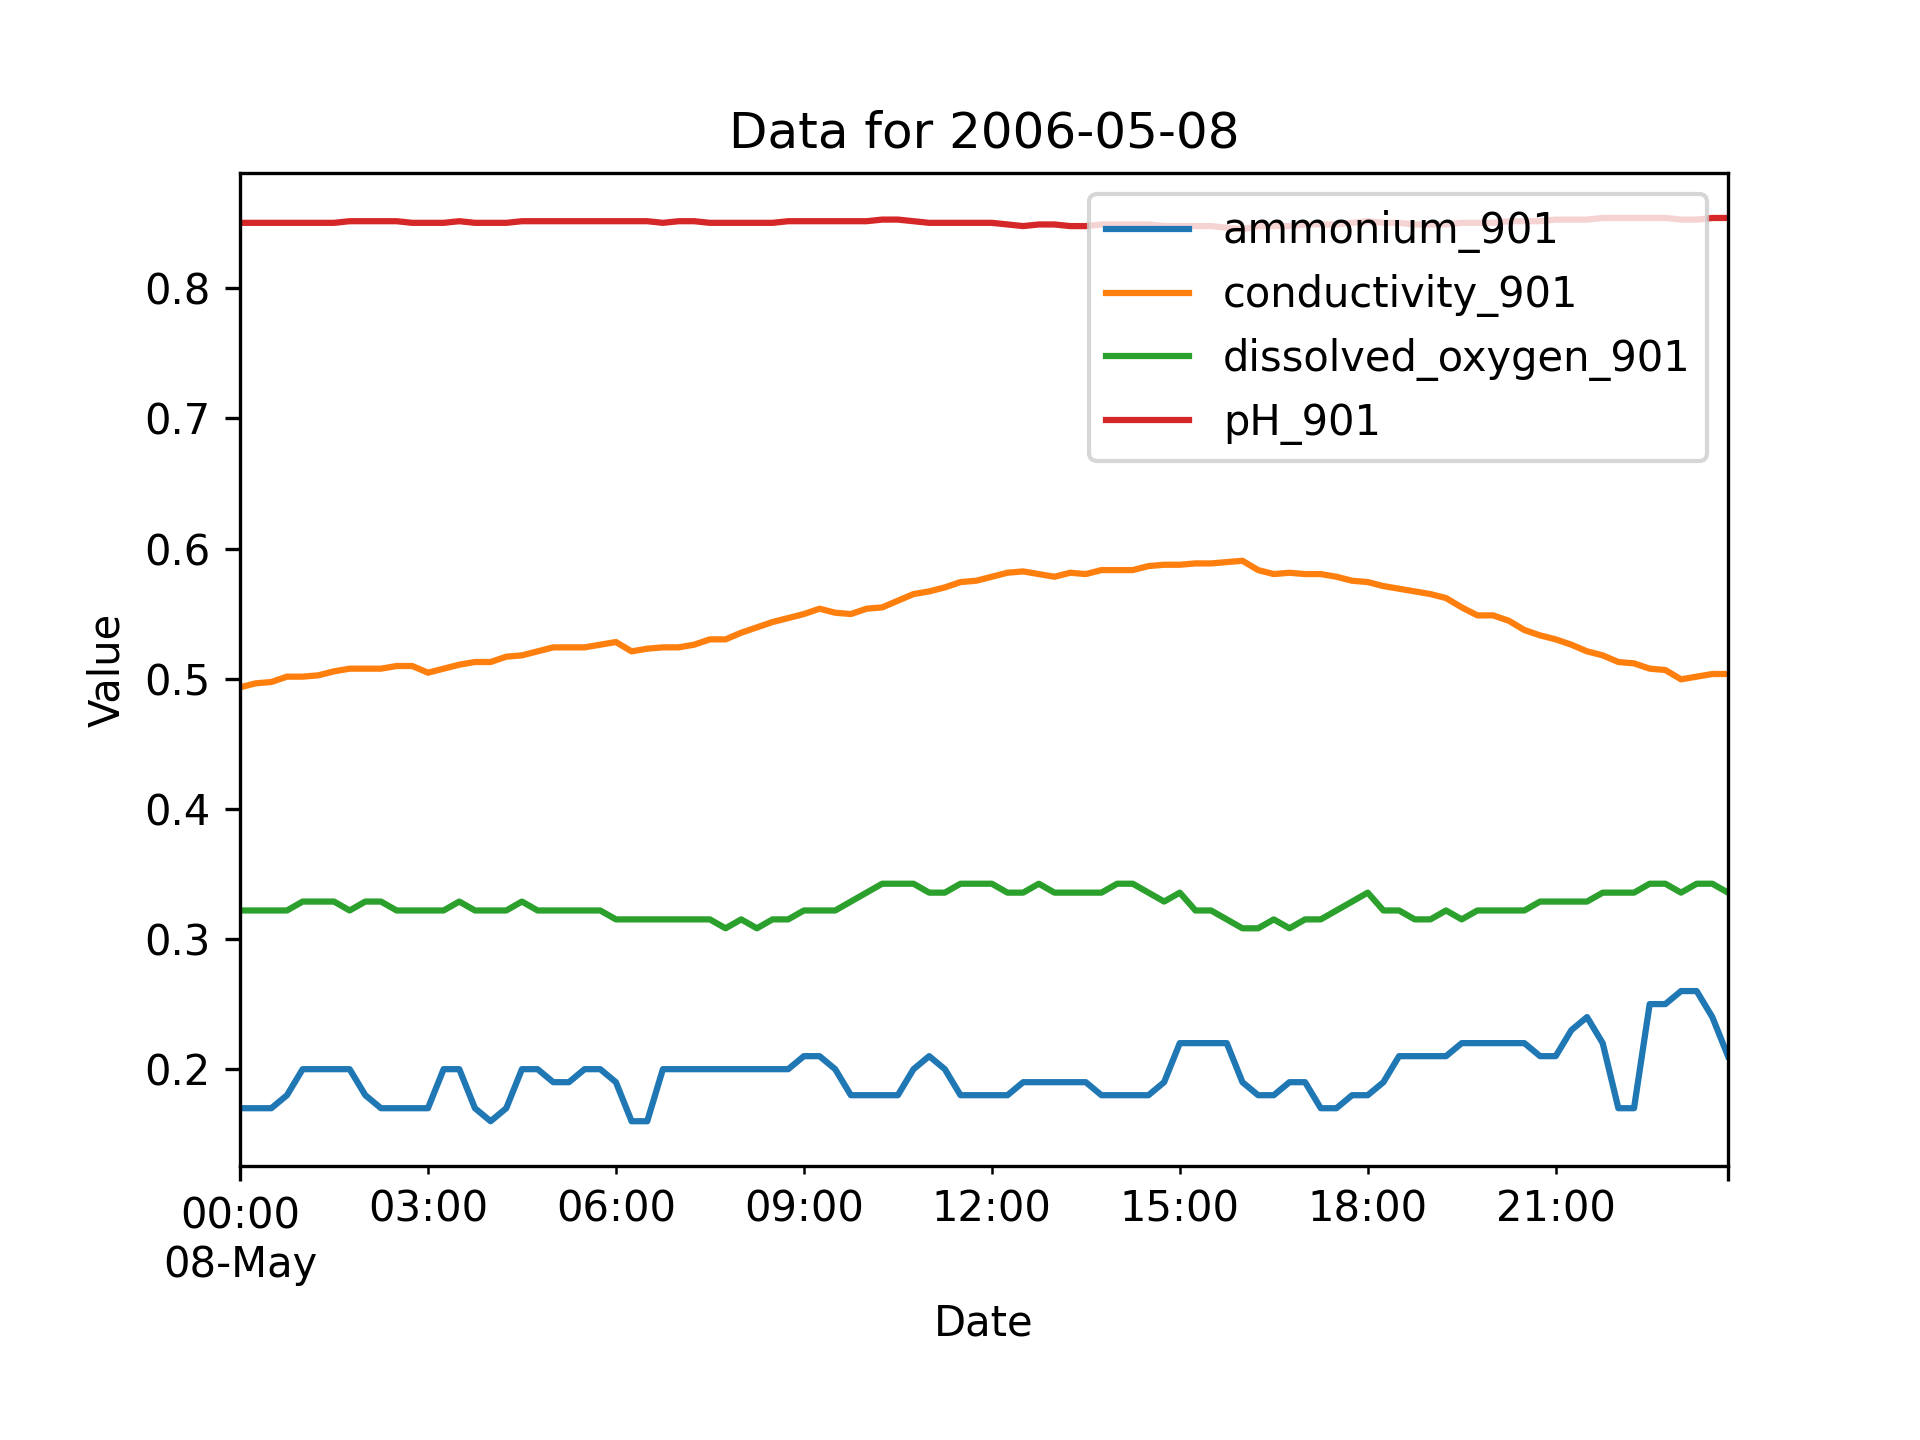 Data for 2006-05-08
ammonium_901
conductivity_901
dissolved_oxygen_901
pH_901
0.8
0.7
0.6
0.5
0.4
0.3
0.2
Value
00:00 03:00 06:00 09:00 12:00 15:00 18:00 21:00
08-May
Date